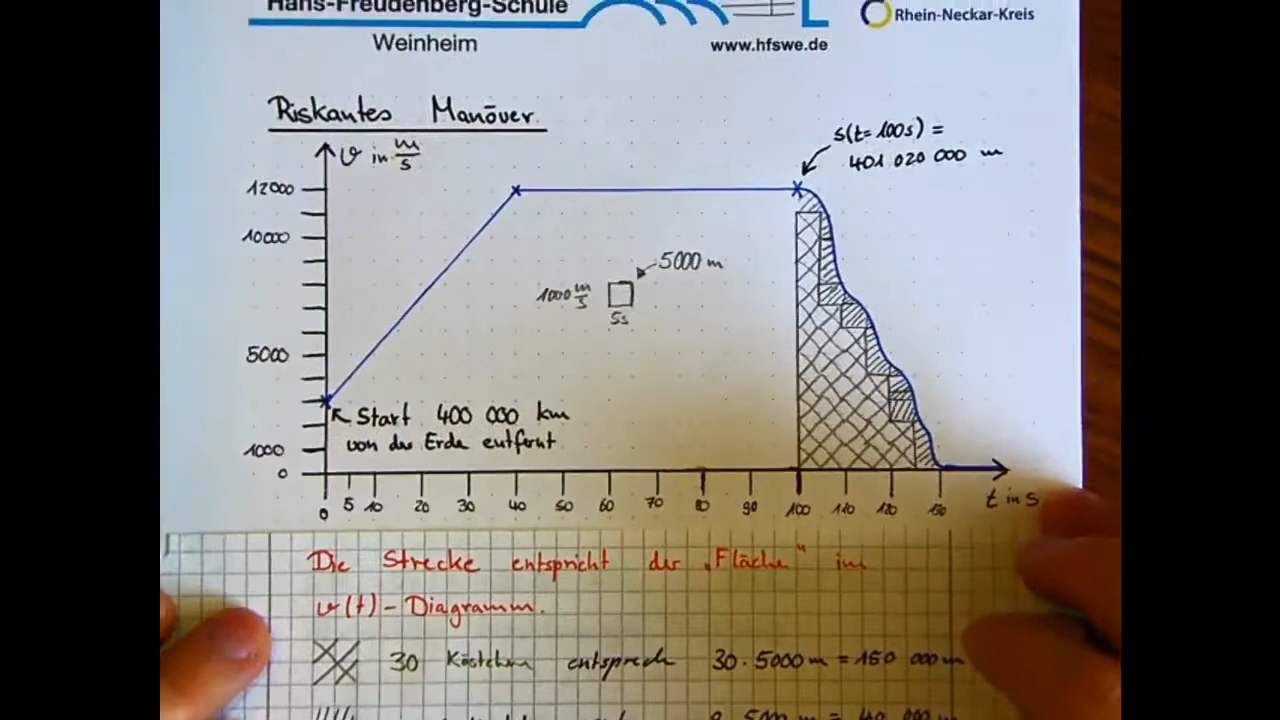 Hans-Freudenberg-Schule
Weinheim
www.hfswe.de
Rhein-Neckar-Kreis
Riskantes Manöver
v in m/s
s(t=100s) =
401 020 000 m
12000
10000
5000
1000
0
5000 m
1000 m/s
5s
Start 400 000 km
von der Erde entfernt
0 5 10 20 30 40 50 60 70 80 90 100 110 120 130
t in s
Die Strecke entspricht der „Fläche" im
v(t)-Diagramm.
30 Kästchen entsprech 30 · 5000 m = 150 000 m